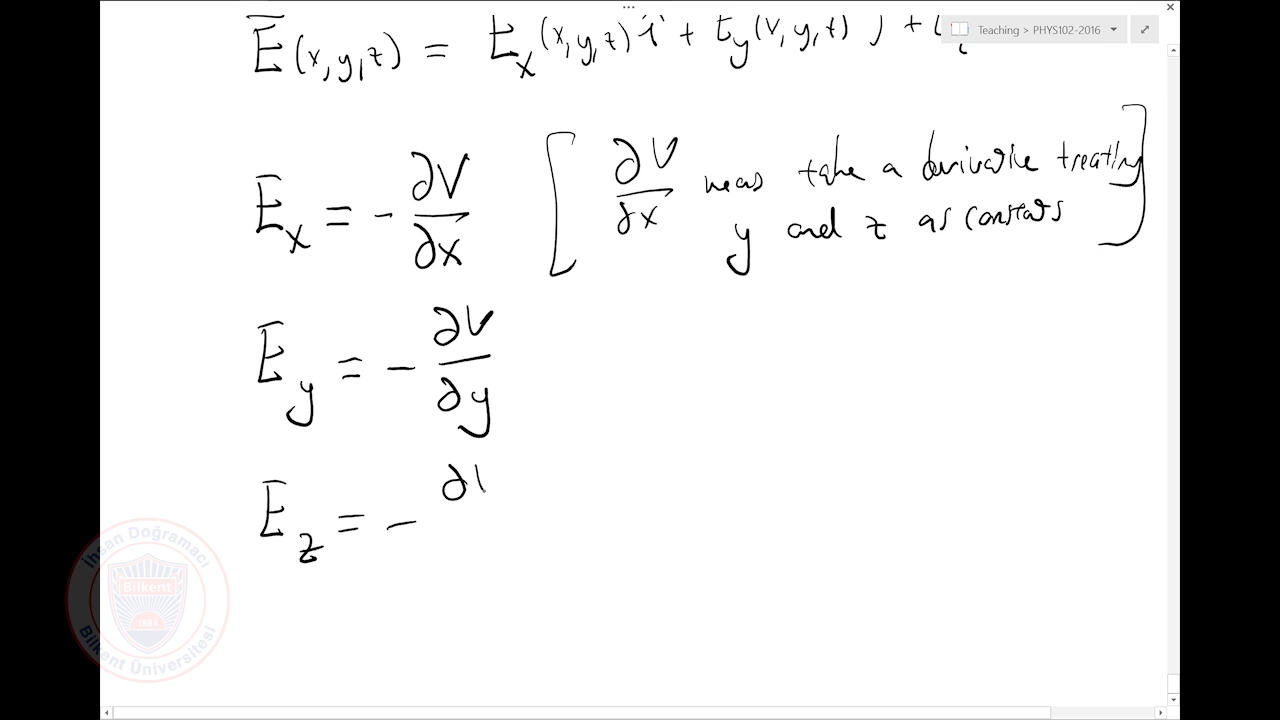 Teaching > PHYS102-2016
E(x,y,z) = Ex(x,y,z) i + Ey(x,y,z) j +
Ex = - ∂V/∂x [ ∂V/∂x means take a derivative treating
y and z as constants ]
Ey = - ∂V/∂y
Ez = - ∂
İhsan Doğramacı
Bilkent
1984
Bilkent Üniversitesi